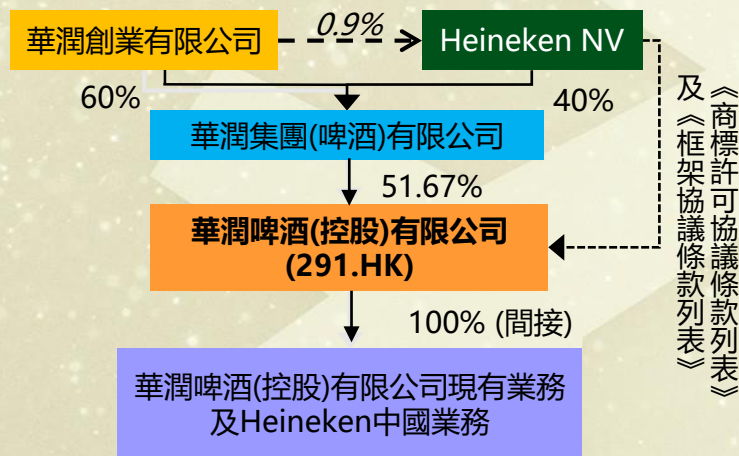 華潤創業有限公司
0.9%
Heineken NV
60%
40%
華潤集團(啤酒)有限公司
51.67%
華潤啤酒(控股)有限公司
(291.HK)
100% (間接)
華潤啤酒(控股)有限公司現有業務
及Heineken中國業務
《商標許可協議條款列表》
及《框架協議條款列表》